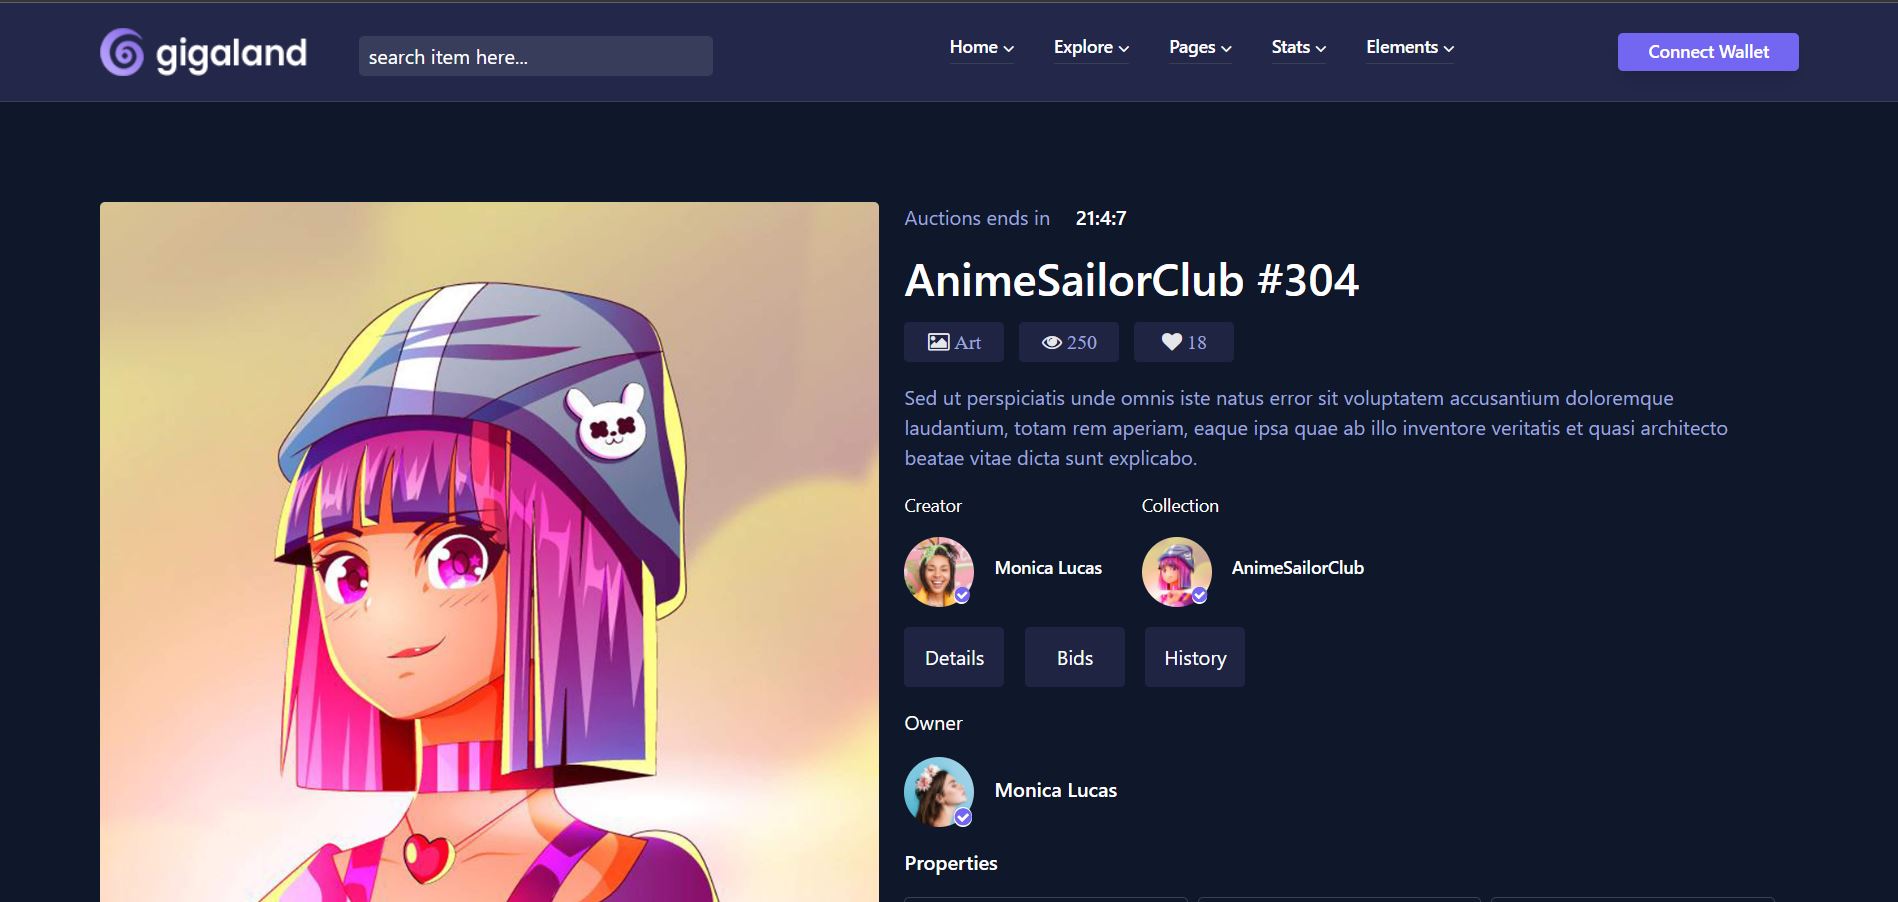 gigaland
search item here...
Home
Explore
Pages
Stats
Elements
Connect Wallet
Auctions ends in 21:4:7
AnimeSailorClub #304
Art
250
18
Sed ut perspiciatis unde omnis iste natus error sit voluptatem accusantium doloremque
laudantium, totam rem aperiam, eaque ipsa quae ab illo inventore veritatis et quasi architecto
beatae vitae dicta sunt explicabo.
Creator
Collection
Monica Lucas
AnimeSailorClub
Details
Bids
History
Owner
Monica Lucas
Properties